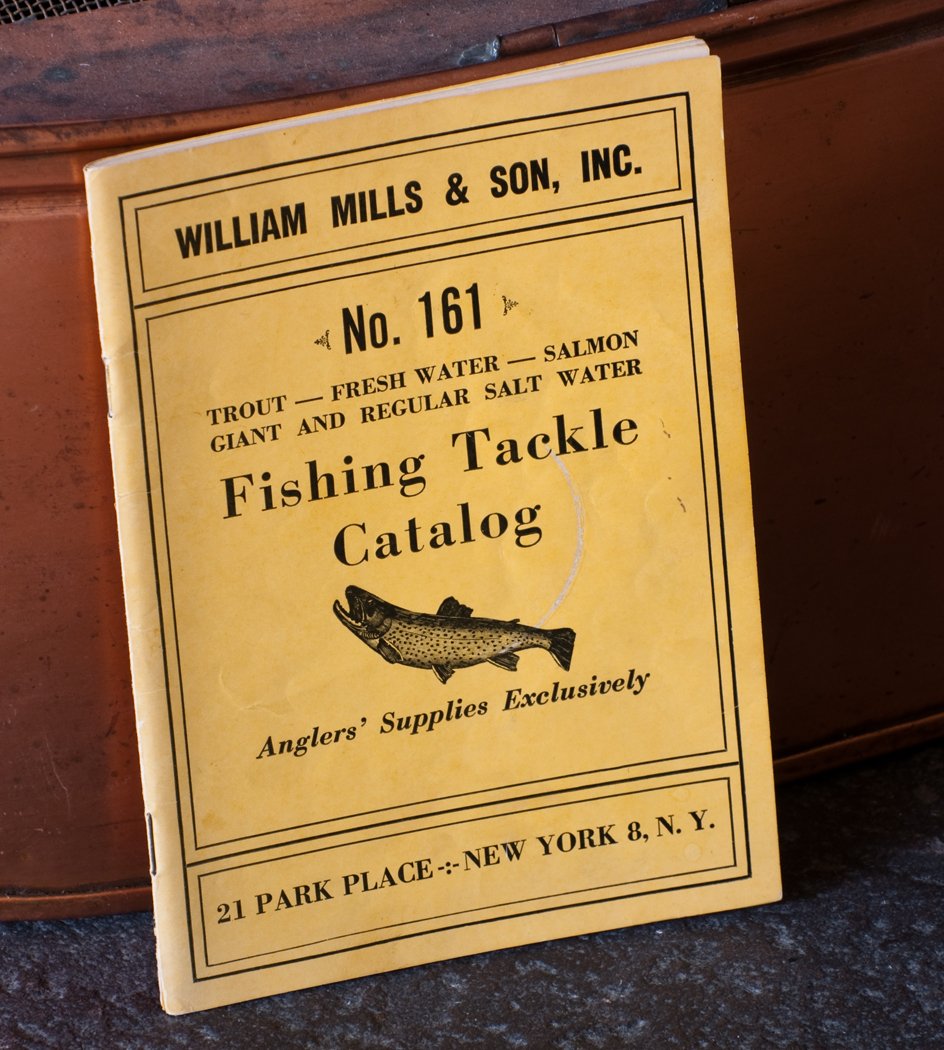 WILLIAM MILLS & SON, INC.
No. 161
TROUT — FRESH WATER — SALMON
GIANT AND REGULAR SALT WATER
Fishing Tackle
Catalog
Anglers' Supplies Exclusively
21 PARK PLACE -:- NEW YORK 8, N. Y.